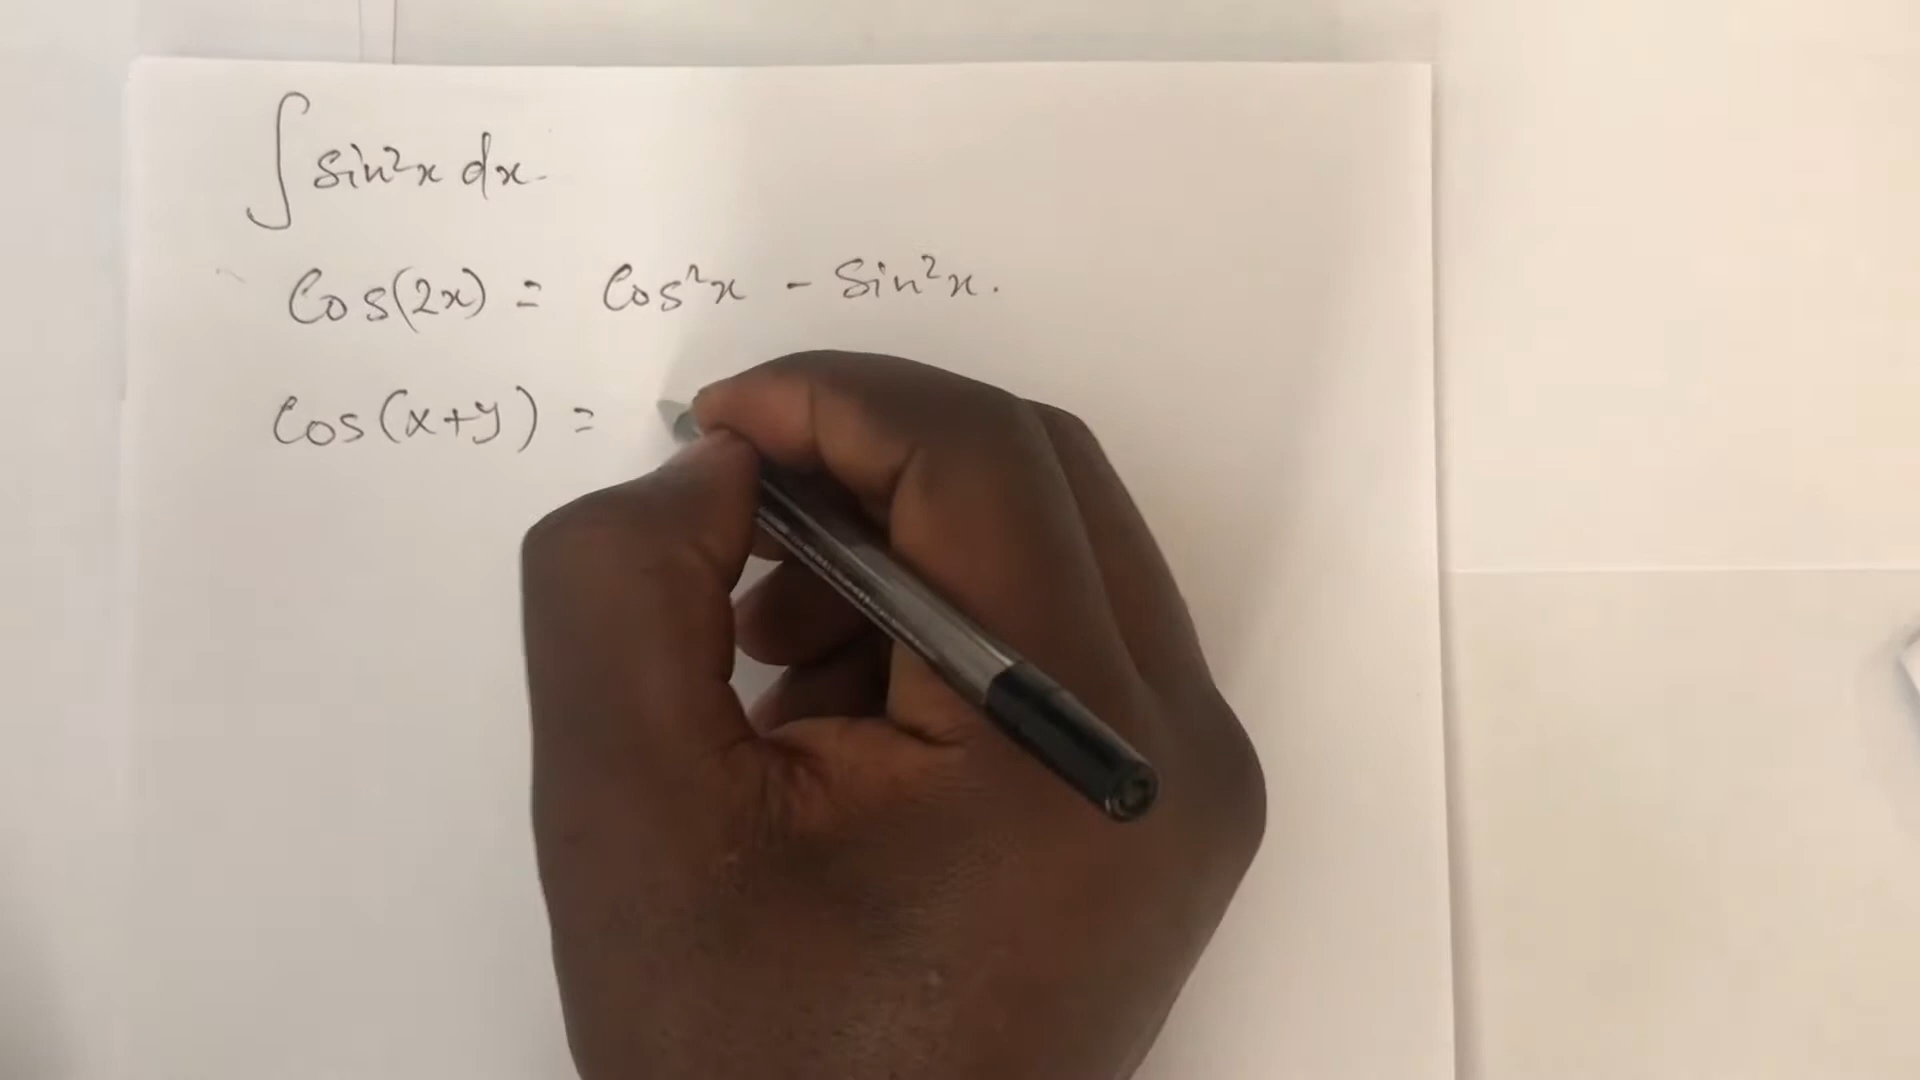 ∫ sin²x dx
Cos(2x) = Cos²x - Sin²x.
Cos(x+y) =